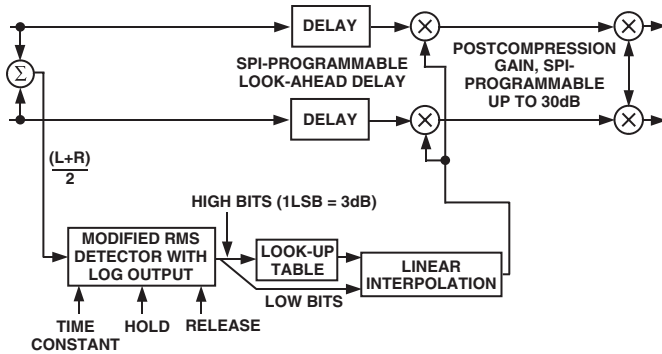 DELAY
SPI-PROGRAMMABLE
LOOK-AHEAD DELAY
POSTCOMPRESSION
GAIN, SPI-
PROGRAMMABLE
UP TO 30dB
Σ
DELAY
(L+R)
2
HIGH BITS (1LSB = 3dB)
MODIFIED RMS
DETECTOR WITH
LOG OUTPUT
LOOK-UP
TABLE
LINEAR
INTERPOLATION
LOW BITS
TIME
CONSTANT
HOLD
RELEASE